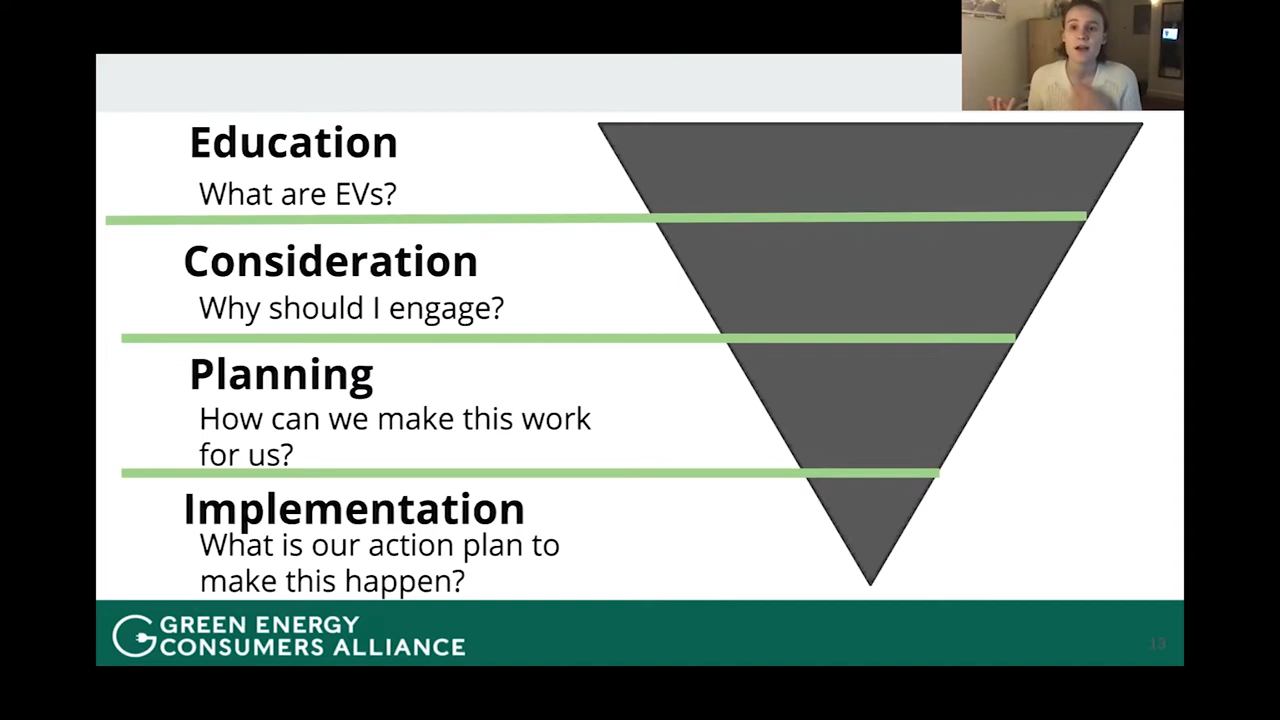 Education
What are EVs?
Consideration
Why should I engage?
Planning
How can we make this work
for us?
Implementation
What is our action plan to
make this happen?
GREEN ENERGY
CONSUMERS ALLIANCE
13